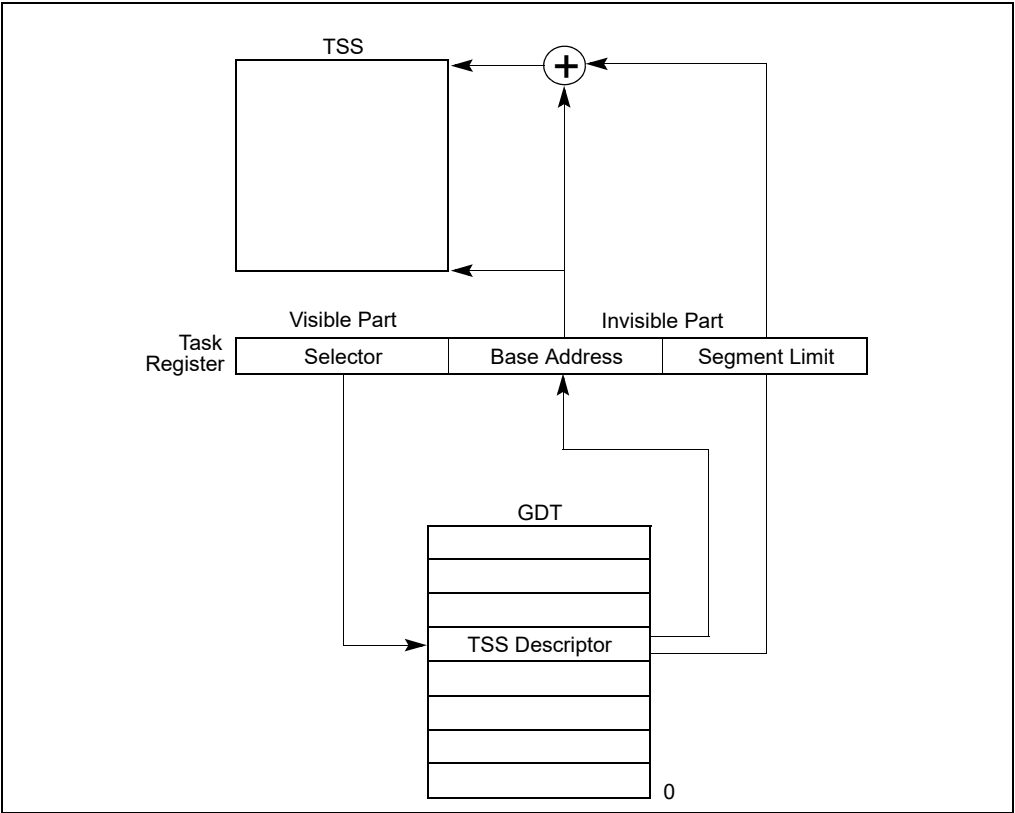 TSS
+
Visible Part
Invisible Part
Task
Register
Selector
Base Address
Segment Limit
GDT
TSS Descriptor
0